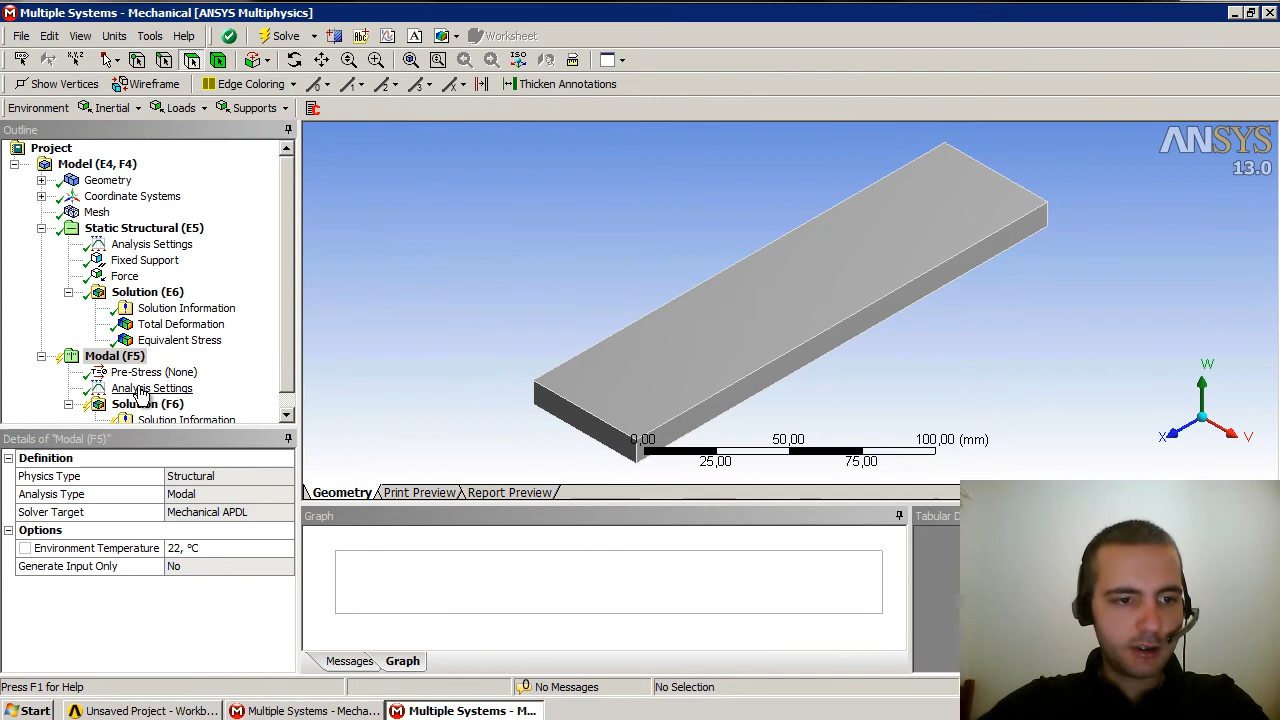 Multiple Systems - Mechanical [ANSYS Multiphysics]
File Edit View Units Tools Help Solve Worksheet
Show Vertices Wireframe Edge Coloring Thicken Annotations
Environment Inertial Loads Supports
Outline
Project
Model (E4, F4)
Geometry
Coordinate Systems
Mesh
Static Structural (E5)
Analysis Settings
Fixed Support
Force
Solution (E6)
Solution Information
Total Deformation
Equivalent Stress
Modal (F5)
Pre-Stress (None)
Analysis Settings
Solution (F6)
Solution Information
Details of "Modal (F5)"
Definition
Physics Type Structural
Analysis Type Modal
Solver Target Mechanical APDL
Options
Environment Temperature 22, °C
Generate Input Only No
ANSYS
13.0
W
X
V
0,00 50,00 100,00 (mm)
25,00 75,00
Geometry Print Preview Report Preview
Graph
Tabular D
Messages Graph
Press F1 for Help
0 No Messages
No Selection
Start Unsaved Project - Workb... Multiple Systems - Mecha... Multiple Systems - M...